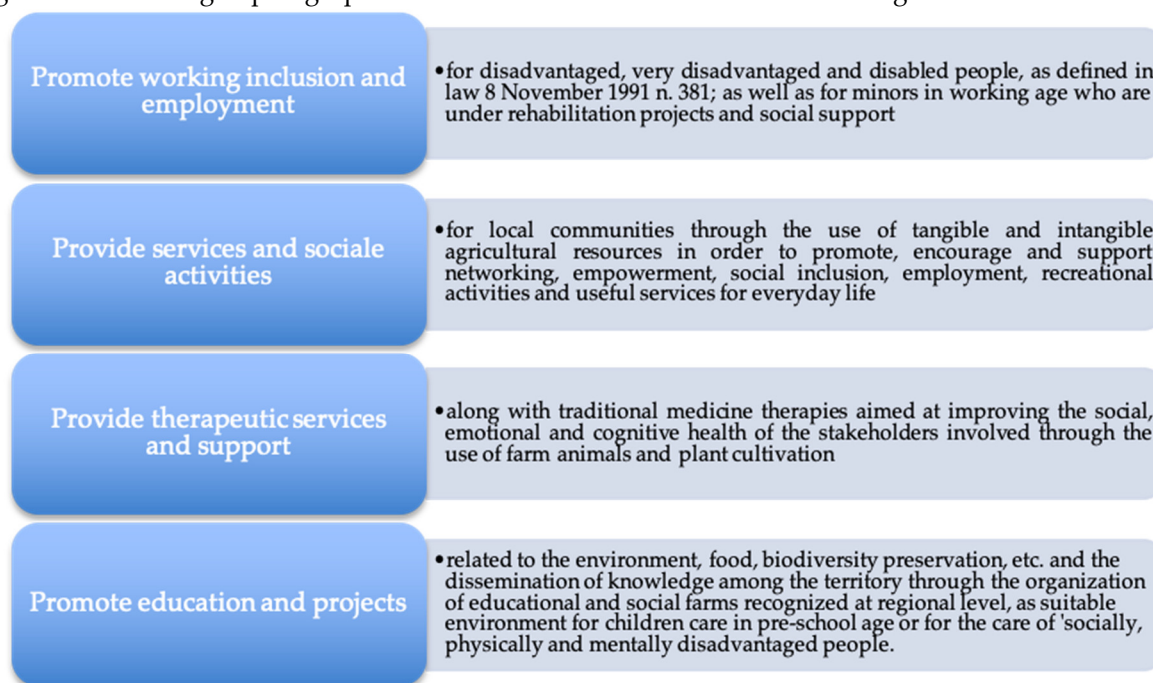 Promote working inclusion and
employment
•for disadvantaged, very disadvantaged and disabled people, as defined in
law 8 November 1991 n. 381; as well as for minors in working age who are
under rehabilitation projects and social support
Provide services and sociale
activities
•for local communities through the use of tangible and intangible
agricultural resources in order to promote, encourage and support
networking, empowerment, social inclusion, employment, recreational
activities and useful services for everyday life
Provide therapeutic services
and support
•along with traditional medicine therapies aimed at improving the social,
emotional and cognitive health of the stakeholders involved through the
use of farm animals and plant cultivation
Promote education and projects
•related to the environment, food, biodiversity preservation, etc. and the
dissemination of knowledge among the territory through the organization
of educational and social farms recognized at regional level, as suitable
environment for children care in pre-school age or for the care of 'socially,
physically and mentally disadvantaged people.